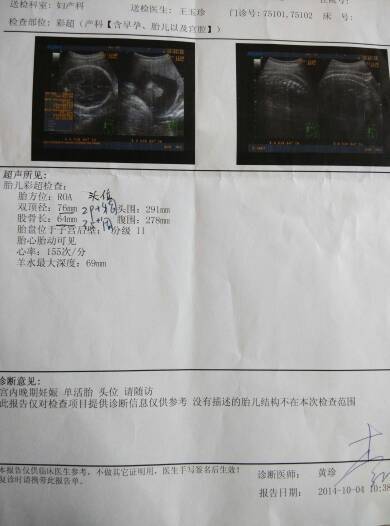 送检科室: 妇产科 送检医生: 王玉珍 门诊号: 75101,75102 床 号:
检查部位: 彩超 (产科【含早孕、胎儿以及宫腔】)
超声所见:
胎儿彩超检查:
胎方位: ROA 头位
双顶径: 76mm 头围: 291mm
股骨长: 64mm 腹围: 278mm
胎盘位于子宫后壁 分级 II
胎心胎动可见
心率: 155次/分
羊水最大深度: 69mm
诊断意见:
宫内晚期妊娠 单活胎 头位 请随访
此报告仅对检查项目提供诊断信息仅供参考 没有描述的胎儿结构不在本次检查范围
本报告仅供临床医生参考, 不做其它证明用, 医生手写签名后生效!
复诊时请携带此报告单.
诊断医师: 黄珍
报告日期: 2014-10-04 10:38